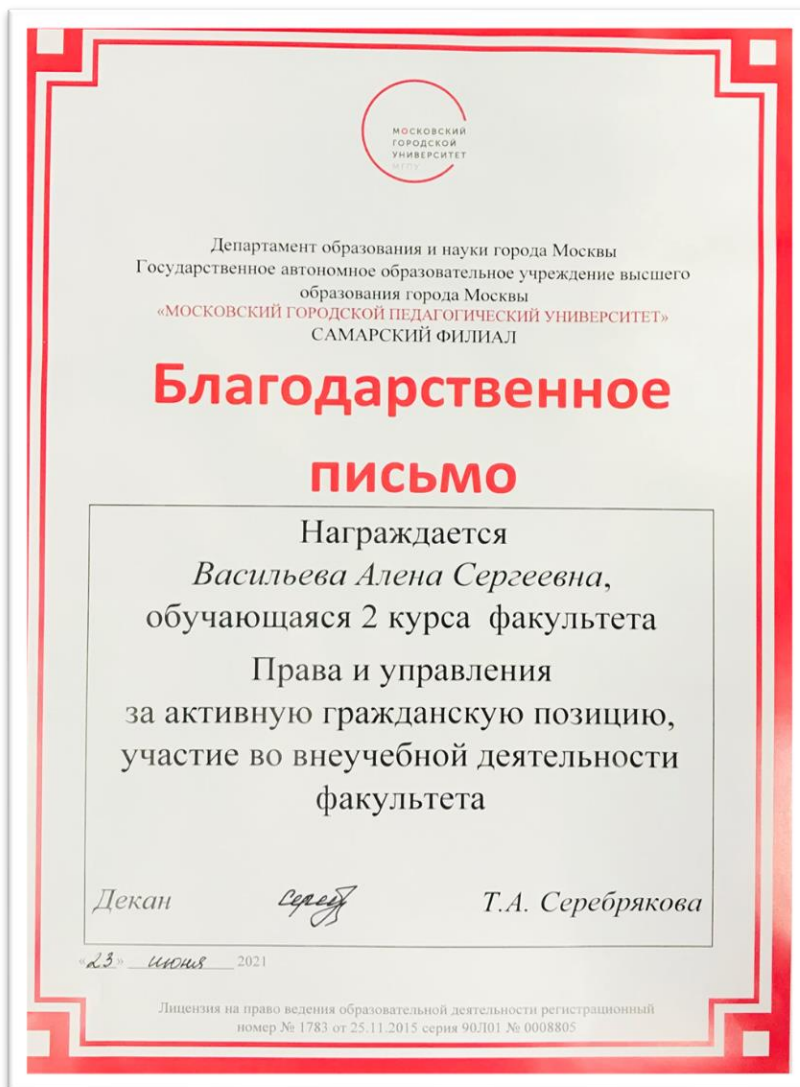 МОСКОВСКИЙ
ГОРОДСКОЙ
УНИВЕРСИТЕТ
МГПУ
Департамент образования и науки города Москвы
Государственное автономное образовательное учреждение высшего
образования города Москвы
«МОСКОВСКИЙ ГОРОДСКОЙ ПЕДАГОГИЧЕСКИЙ УНИВЕРСИТЕТ»
САМАРСКИЙ ФИЛИАЛ
Благодарственное
письмо
Награждается
Васильева Алена Сергеевна,
обучающаяся 2 курса факультета
Права и управления
за активную гражданскую позицию,
участие во внеучебной деятельности
факультета
Декан Т.А. Серебрякова
«23» июня 2021
Лицензия на право ведения образовательной деятельности регистрационный
номер № 1783 от 25.11.2015 серия 90Л01 № 0008805